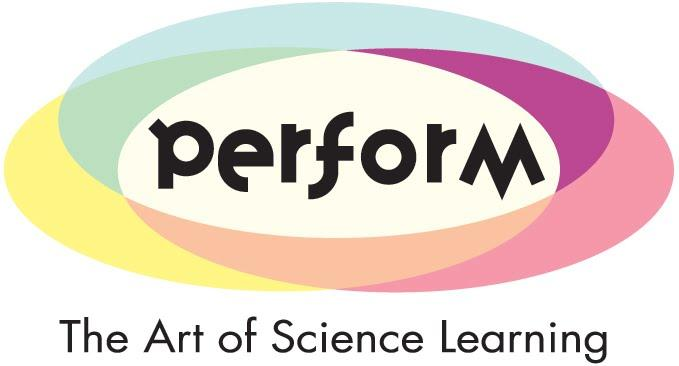 perforM
The Art of Science Learning